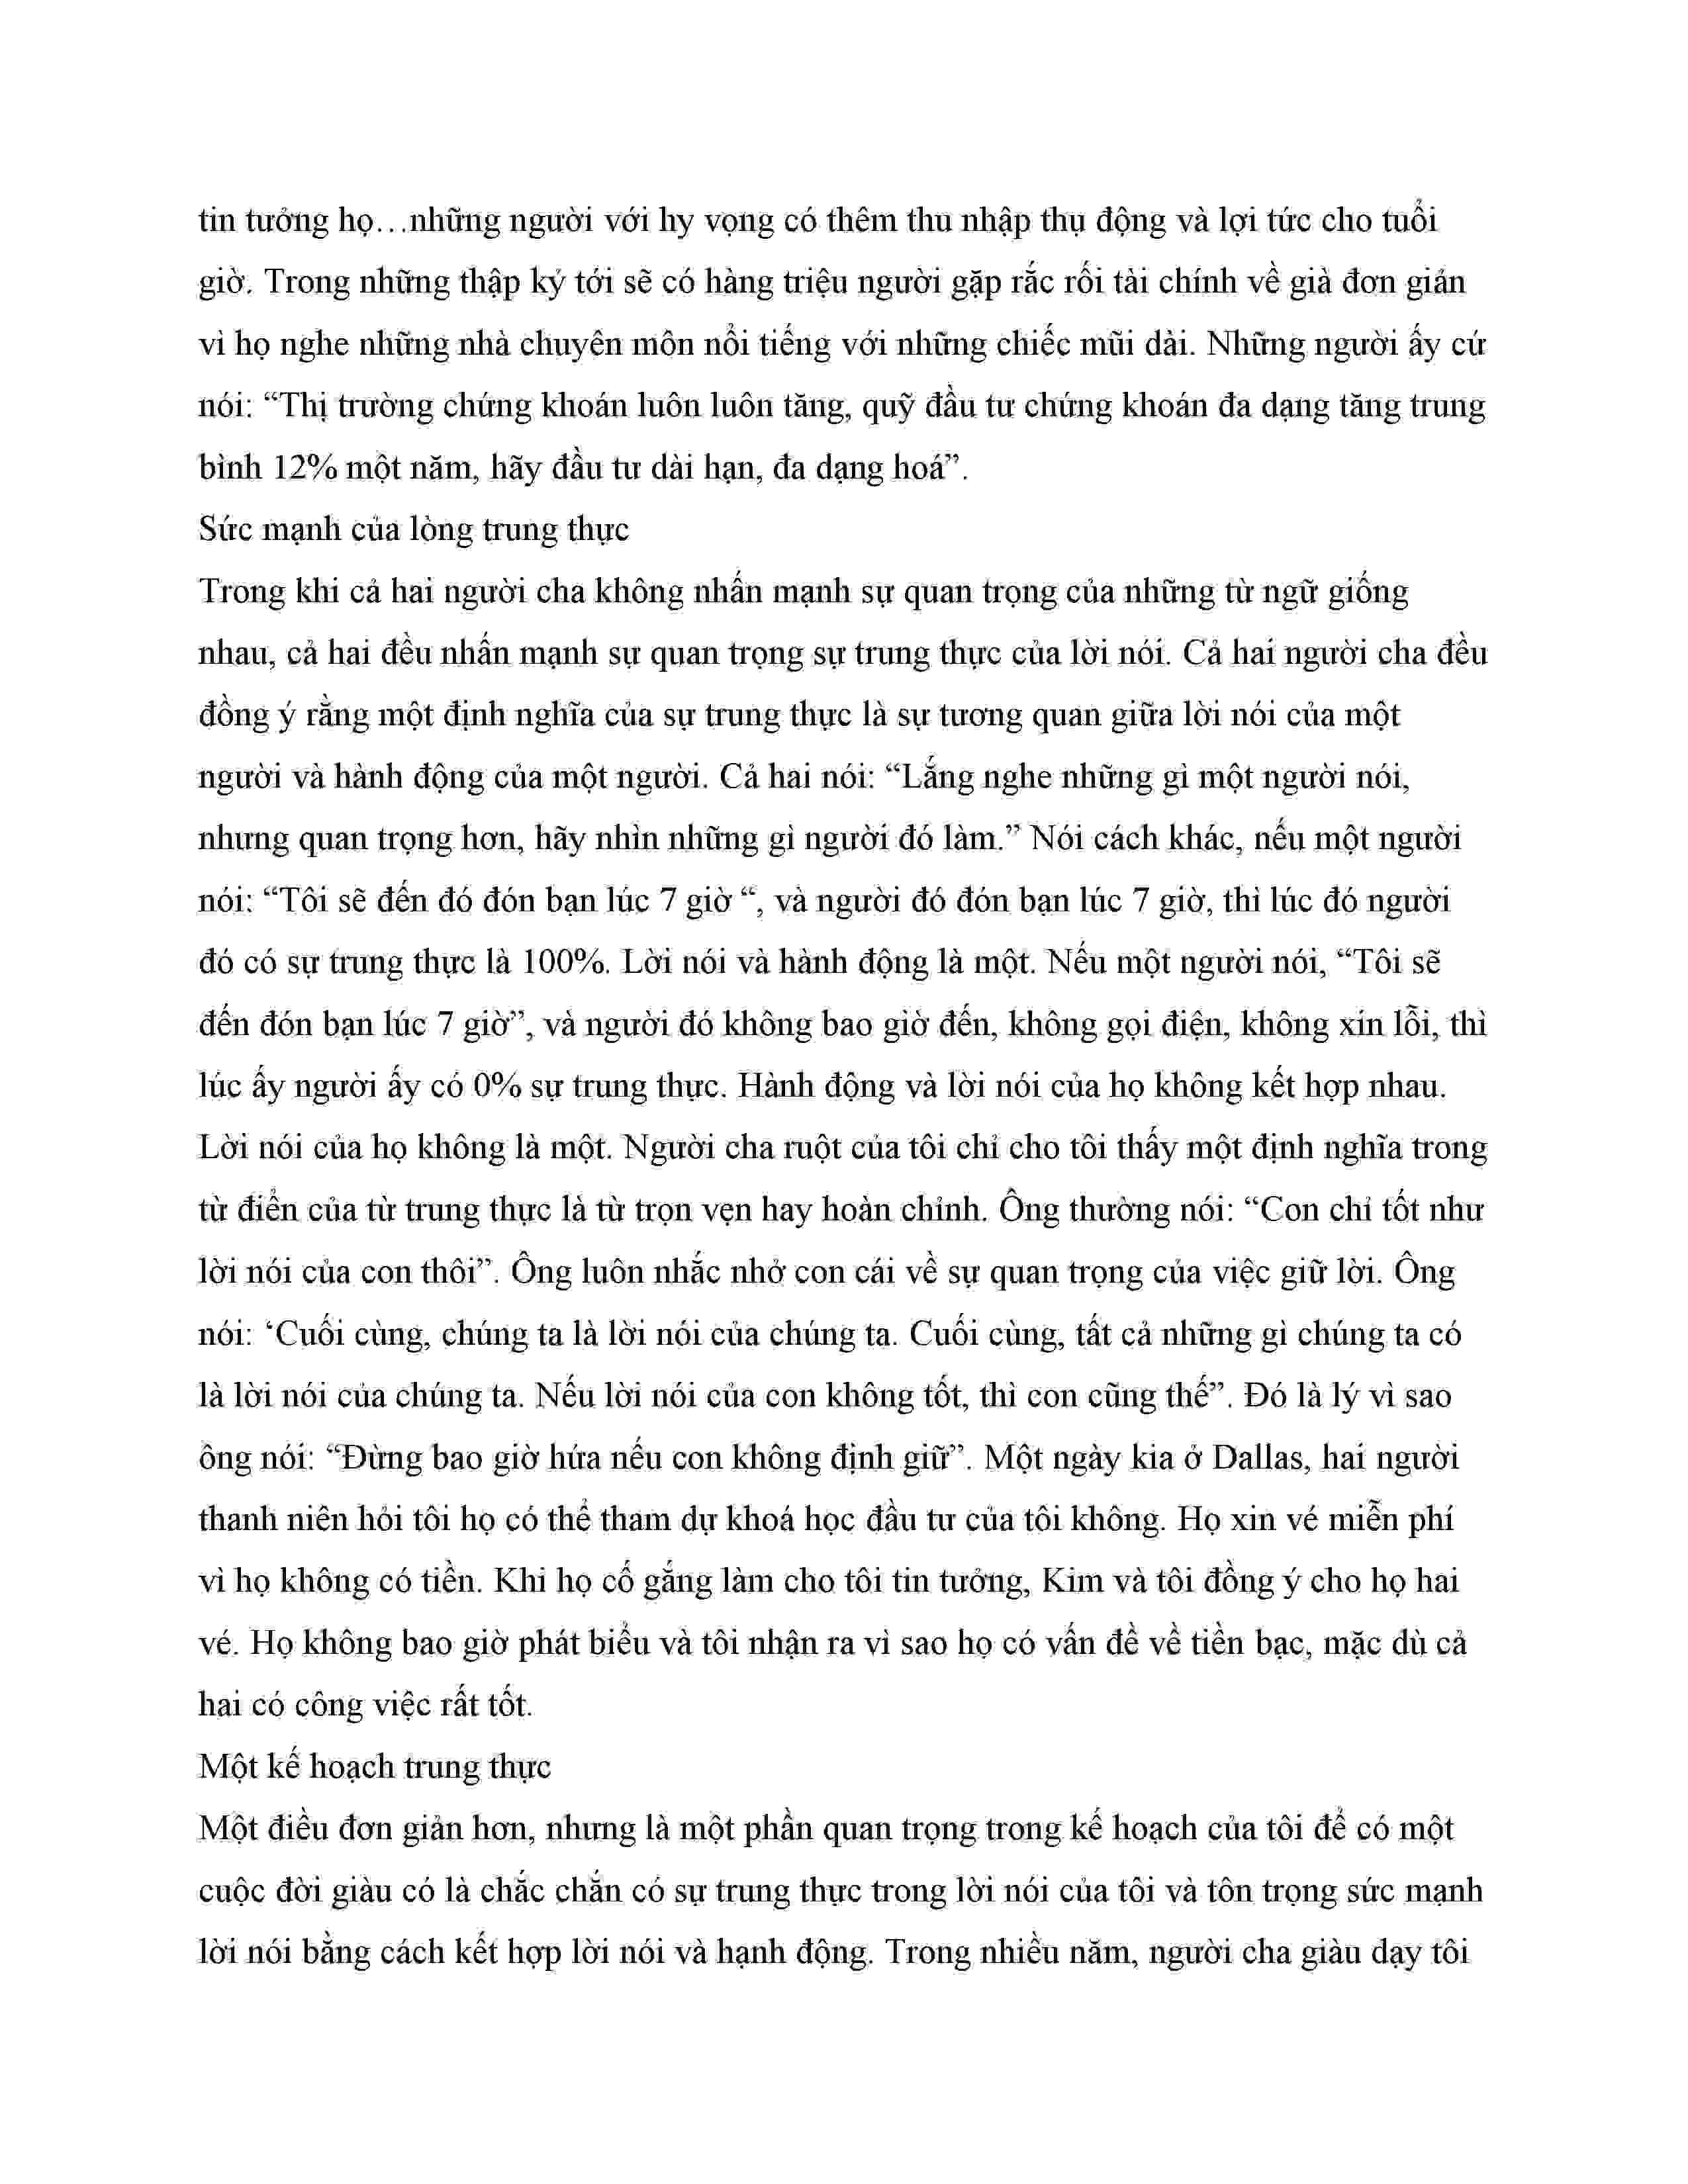 tin tưởng họ…những người với hy vọng có thêm thu nhập thụ động và lợi tức cho tuổi
giờ. Trong những thập kỷ tới sẽ có hàng triệu người gặp rắc rối tài chính về già đơn giản
vì họ nghe những nhà chuyên môn nổi tiếng với những chiếc mũi dài. Những người ấy cứ
nói: “Thị trường chứng khoán luôn luôn tăng, quỹ đầu tư chứng khoán đa dạng tăng trung
bình 12% một năm, hãy đầu tư dài hạn, đa dạng hoá”.
Sức mạnh của lòng trung thực
Trong khi cả hai người cha không nhấn mạnh sự quan trọng của những từ ngữ giống
nhau, cả hai đều nhấn mạnh sự quan trọng sự trung thực của lời nói. Cả hai người cha đều
đồng ý rằng một định nghĩa của sự trung thực là sự tương quan giữa lời nói của một
người và hành động của một người. Cả hai nói: “Lắng nghe những gì một người nói,
nhưng quan trọng hơn, hãy nhìn những gì người đó làm.” Nói cách khác, nếu một người
nói: “Tôi sẽ đến đó đón bạn lúc 7 giờ “, và người đó đón bạn lúc 7 giờ, thì lúc đó người
đó có sự trung thực là 100%. Lời nói và hành động là một. Nếu một người nói, “Tôi sẽ
đến đón bạn lúc 7 giờ”, và người đó không bao giờ đến, không gọi điện, không xin lỗi, thì
lúc ấy người ấy có 0% sự trung thực. Hành động và lời nói của họ không kết hợp nhau.
Lời nói của họ không là một. Người cha ruột của tôi chỉ cho tôi thấy một định nghĩa trong
từ điển của từ trung thực là từ trọn vẹn hay hoàn chỉnh. Ông thường nói: “Con chỉ tốt như
lời nói của con thôi”. Ông luôn nhắc nhở con cái về sự quan trọng của việc giữ lời. Ông
nói: ‘Cuối cùng, chúng ta là lời nói của chúng ta. Cuối cùng, tất cả những gì chúng ta có
là lời nói của chúng ta. Nếu lời nói của con không tốt, thì con cũng thế”. Đó là lý vì sao
ông nói: “Đừng bao giờ hứa nếu con không định giữ”. Một ngày kia ở Dallas, hai người
thanh niên hỏi tôi họ có thể tham dự khoá học đầu tư của tôi không. Họ xin vé miễn phí
vì họ không có tiền. Khi họ cố gắng làm cho tôi tin tưởng, Kim và tôi đồng ý cho họ hai
vé. Họ không bao giờ phát biểu và tôi nhận ra vì sao họ có vấn đề về tiền bạc, mặc dù cả
hai có công việc rất tốt.
Một kế hoạch trung thực
Một điều đơn giản hơn, nhưng là một phần quan trọng trong kế hoạch của tôi để có một
cuộc đời giàu có là chắc chắn có sự trung thực trong lời nói của tôi và tôn trọng sức mạnh
lời nói bằng cách kết hợp lời nói và hạnh động. Trong nhiều năm, người cha giàu dạy tôi